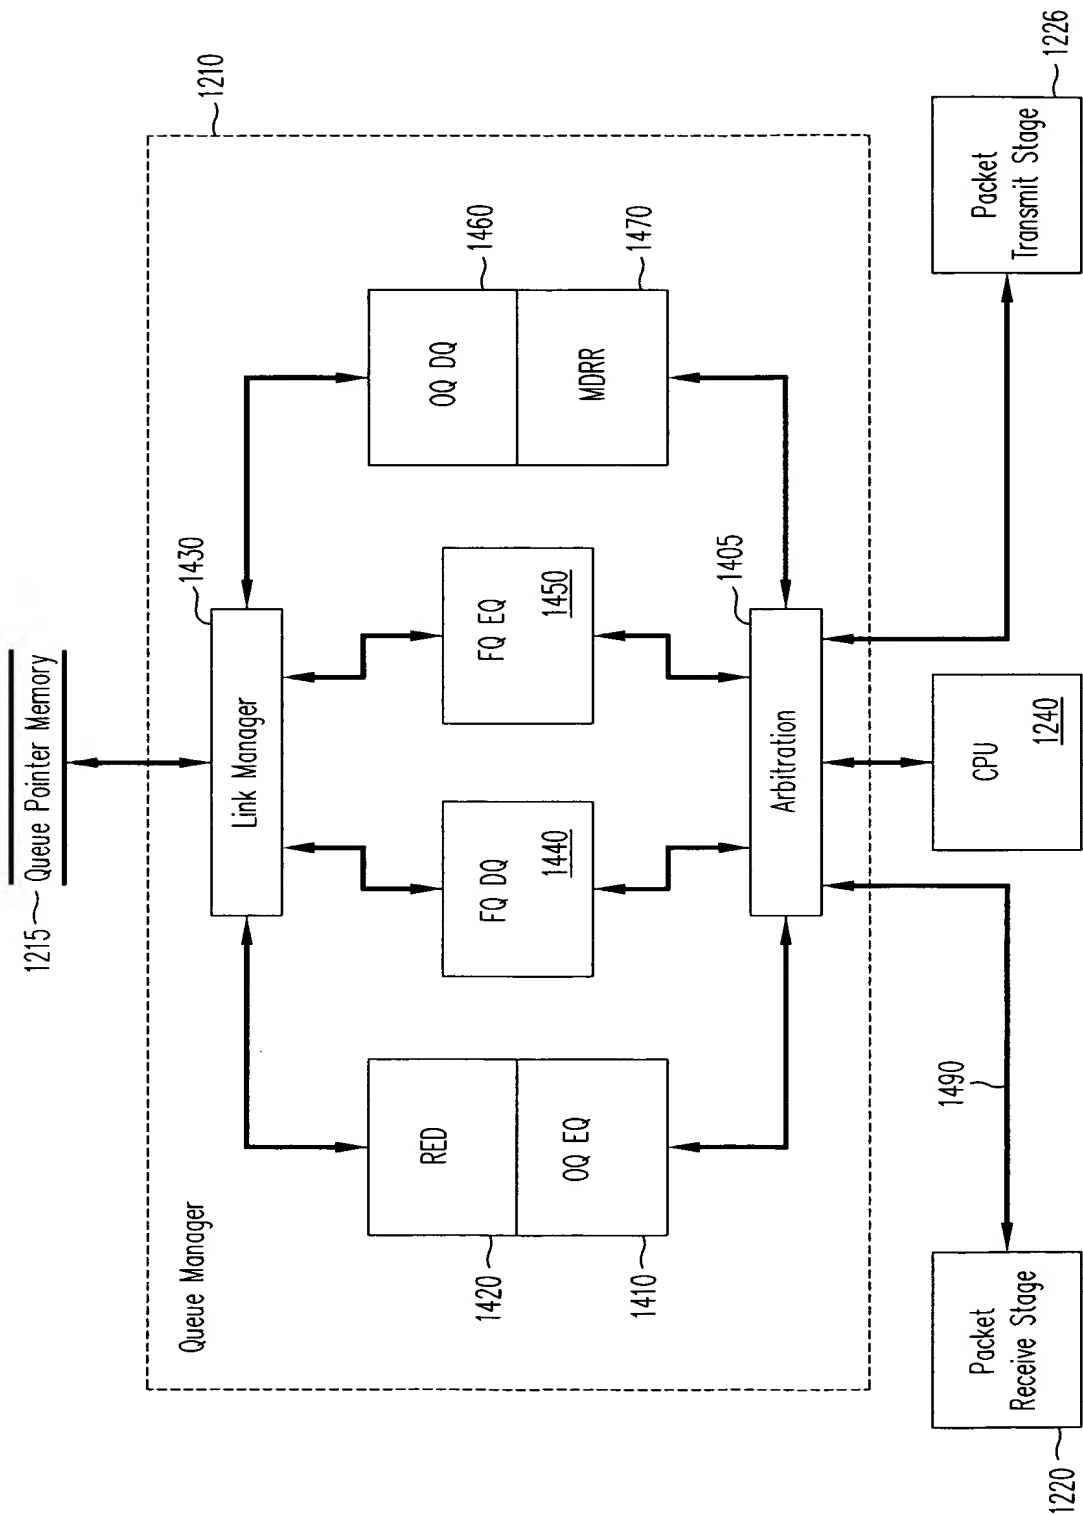 1215
Queue Pointer Memory
1210
Queue Manager
1430
Link Manager
1420
RED
OQ EQ
1410
FQ DQ
1440
FQ EQ
1450
OQ DQ
1460
MDRR
1470
1405
Arbitration
1490
1220
Packet
Receive Stage
CPU
1240
Packet
Transmit Stage
1226